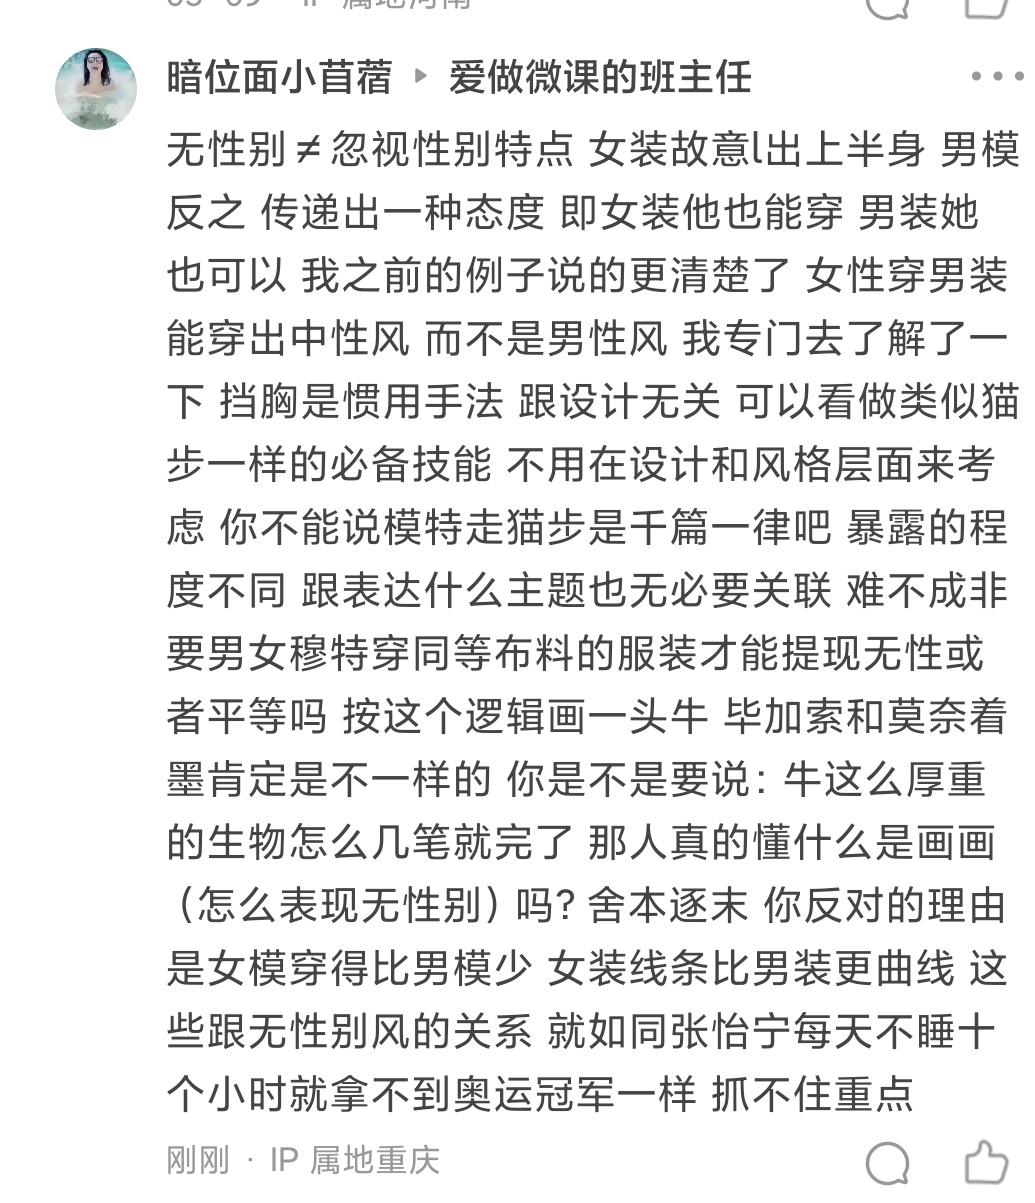 暗位面小苜蓿 ▸ 爱做微课的班主任
无性别≠忽视性别特点 女装故意l出上半身 男模
反之 传递出一种态度 即女装他也能穿 男装她
也可以 我之前的例子说的更清楚了 女性穿男装
能穿出中性风 而不是男性风 我专门去了解了一
下 挡胸是惯用手法 跟设计无关 可以看做类似猫
步一样的必备技能 不用在设计和风格层面来考
虑 你不能说模特走猫步是千篇一律吧 暴露的程
度不同 跟表达什么主题也无必要关联 难不成非
要男女穆特穿同等布料的服装才能提现无性或
者平等吗 按这个逻辑画一头牛 毕加索和莫奈着
墨肯定是不一样的 你是不是要说：牛这么厚重
的生物怎么几笔就完了 那人真的懂什么是画画
（怎么表现无性别）吗？舍本逐末 你反对的理由
是女模穿得比男模少 女装线条比男装更曲线 这
些跟无性别风的关系 就如同张怡宁每天不睡十
个小时就拿不到奥运冠军一样 抓不住重点
刚刚 · IP 属地重庆